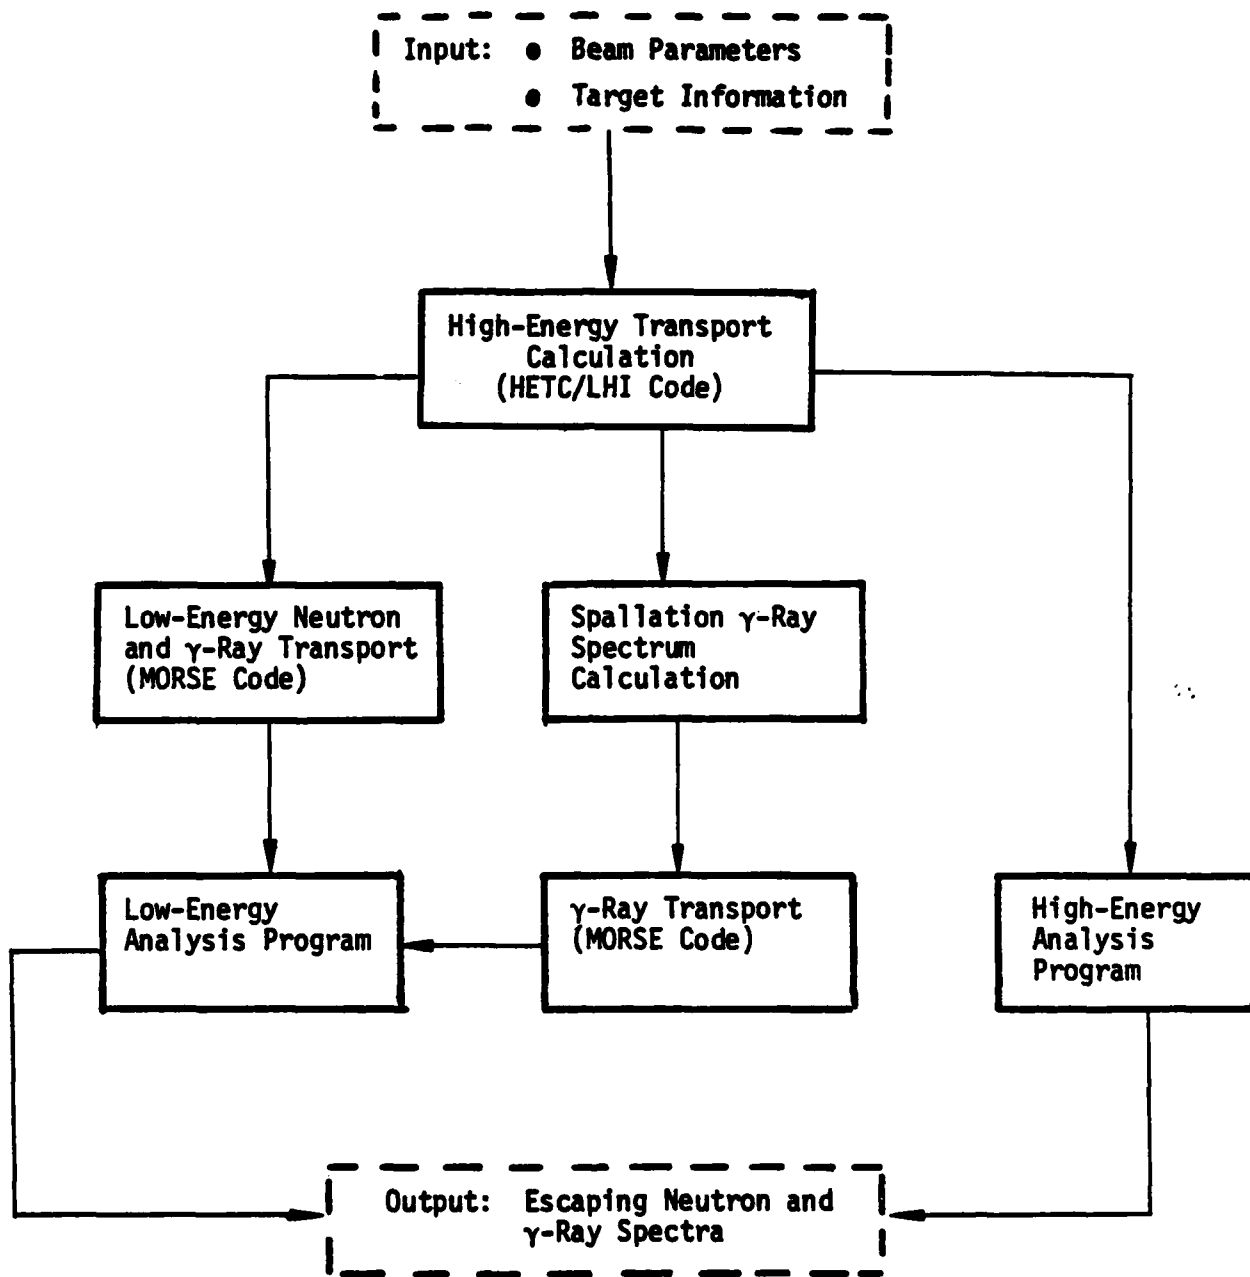 Input: • Beam Parameters
• Target Information
High-Energy Transport
Calculation
(HETC/LHI Code)
Low-Energy Neutron
and γ-Ray Transport
(MORSE Code)
Spallation γ-Ray
Spectrum
Calculation
Low-Energy
Analysis Program
γ-Ray Transport
(MORSE Code)
High-Energy
Analysis
Program
Output: Escaping Neutron and
γ-Ray Spectra